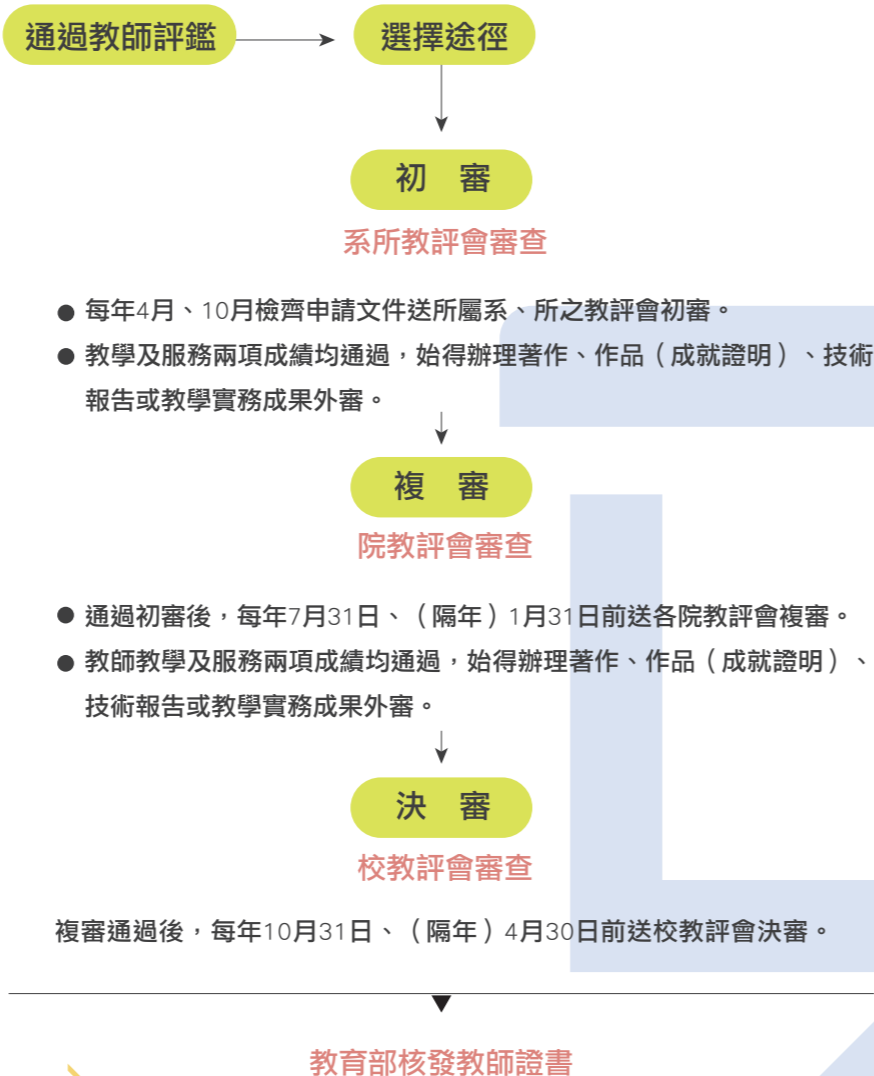 通過教師評鑑
選擇途徑
初　審
系所教評會審查
● 每年4月、10月檢齊申請文件送所屬系、所之教評會初審。
● 教學及服務兩項成績均通過，始得辦理著作、作品（成就證明）、技術
報告或教學實務成果外審。
複　審
院教評會審查
● 通過初審後，每年7月31日、（隔年）1月31日前送各院教評會複審。
● 教師教學及服務兩項成績均通過，始得辦理著作、作品（成就證明）、
技術報告或教學實務成果外審。
決　審
校教評會審查
複審通過後，每年10月31日、（隔年）4月30日前送校教評會決審。
教育部核發教師證書